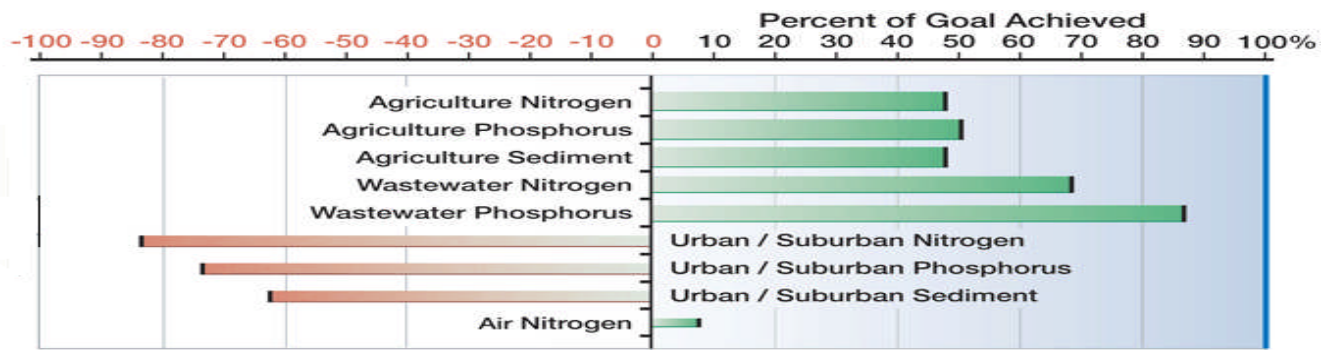 Percent of Goal Achieved
-100 -90 -80 -70 -60 -50 -40 -30 -20 -10 0 10 20 30 40 50 60 70 80 90 100%
Agriculture Nitrogen
Agriculture Phosphorus
Agriculture Sediment
Wastewater Nitrogen
Wastewater Phosphorus
Urban / Suburban Nitrogen
Urban / Suburban Phosphorus
Urban / Suburban Sediment
Air Nitrogen